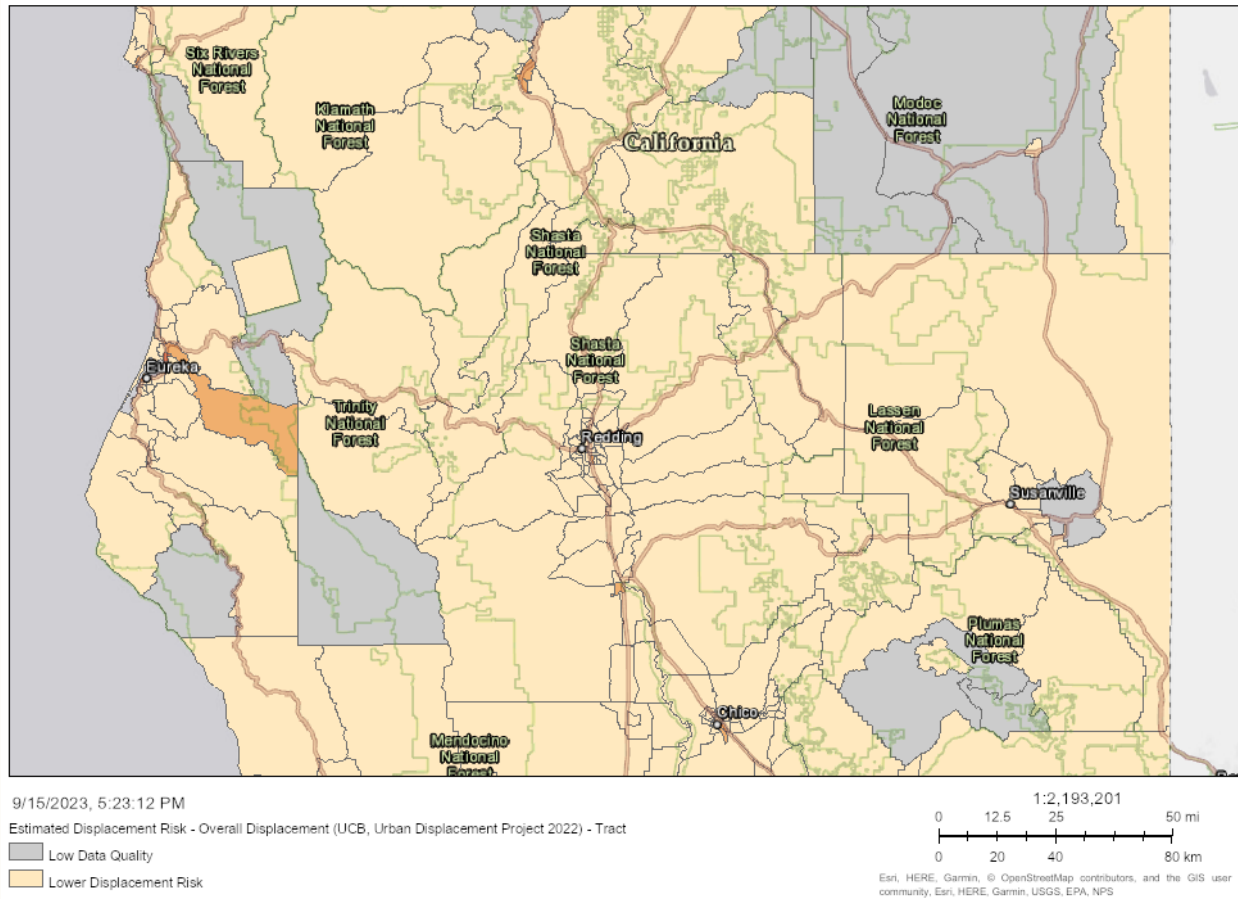 Six Rivers
National
Forest
Klamath
National
Forest
Modoc
National
Forest
California
Shasta
National
Forest
Shasta
National
Forest
Eureka
Trinity
National
Forest
Lassen
National
Forest
Redding
Susanville
Plumas
National
Forest
Chico
Mendocino
National
Forest
9/15/2023, 5:23:12 PM
Estimated Displacement Risk - Overall Displacement (UCB, Urban Displacement Project 2022) - Tract
Low Data Quality
Lower Displacement Risk
1:2,193,201
0 12.5 25 50 mi
0 20 40 80 km
Esri, HERE, Garmin, © OpenStreetMap contributors, and the GIS user
community, Esri, HERE, Garmin, USGS, EPA, NPS